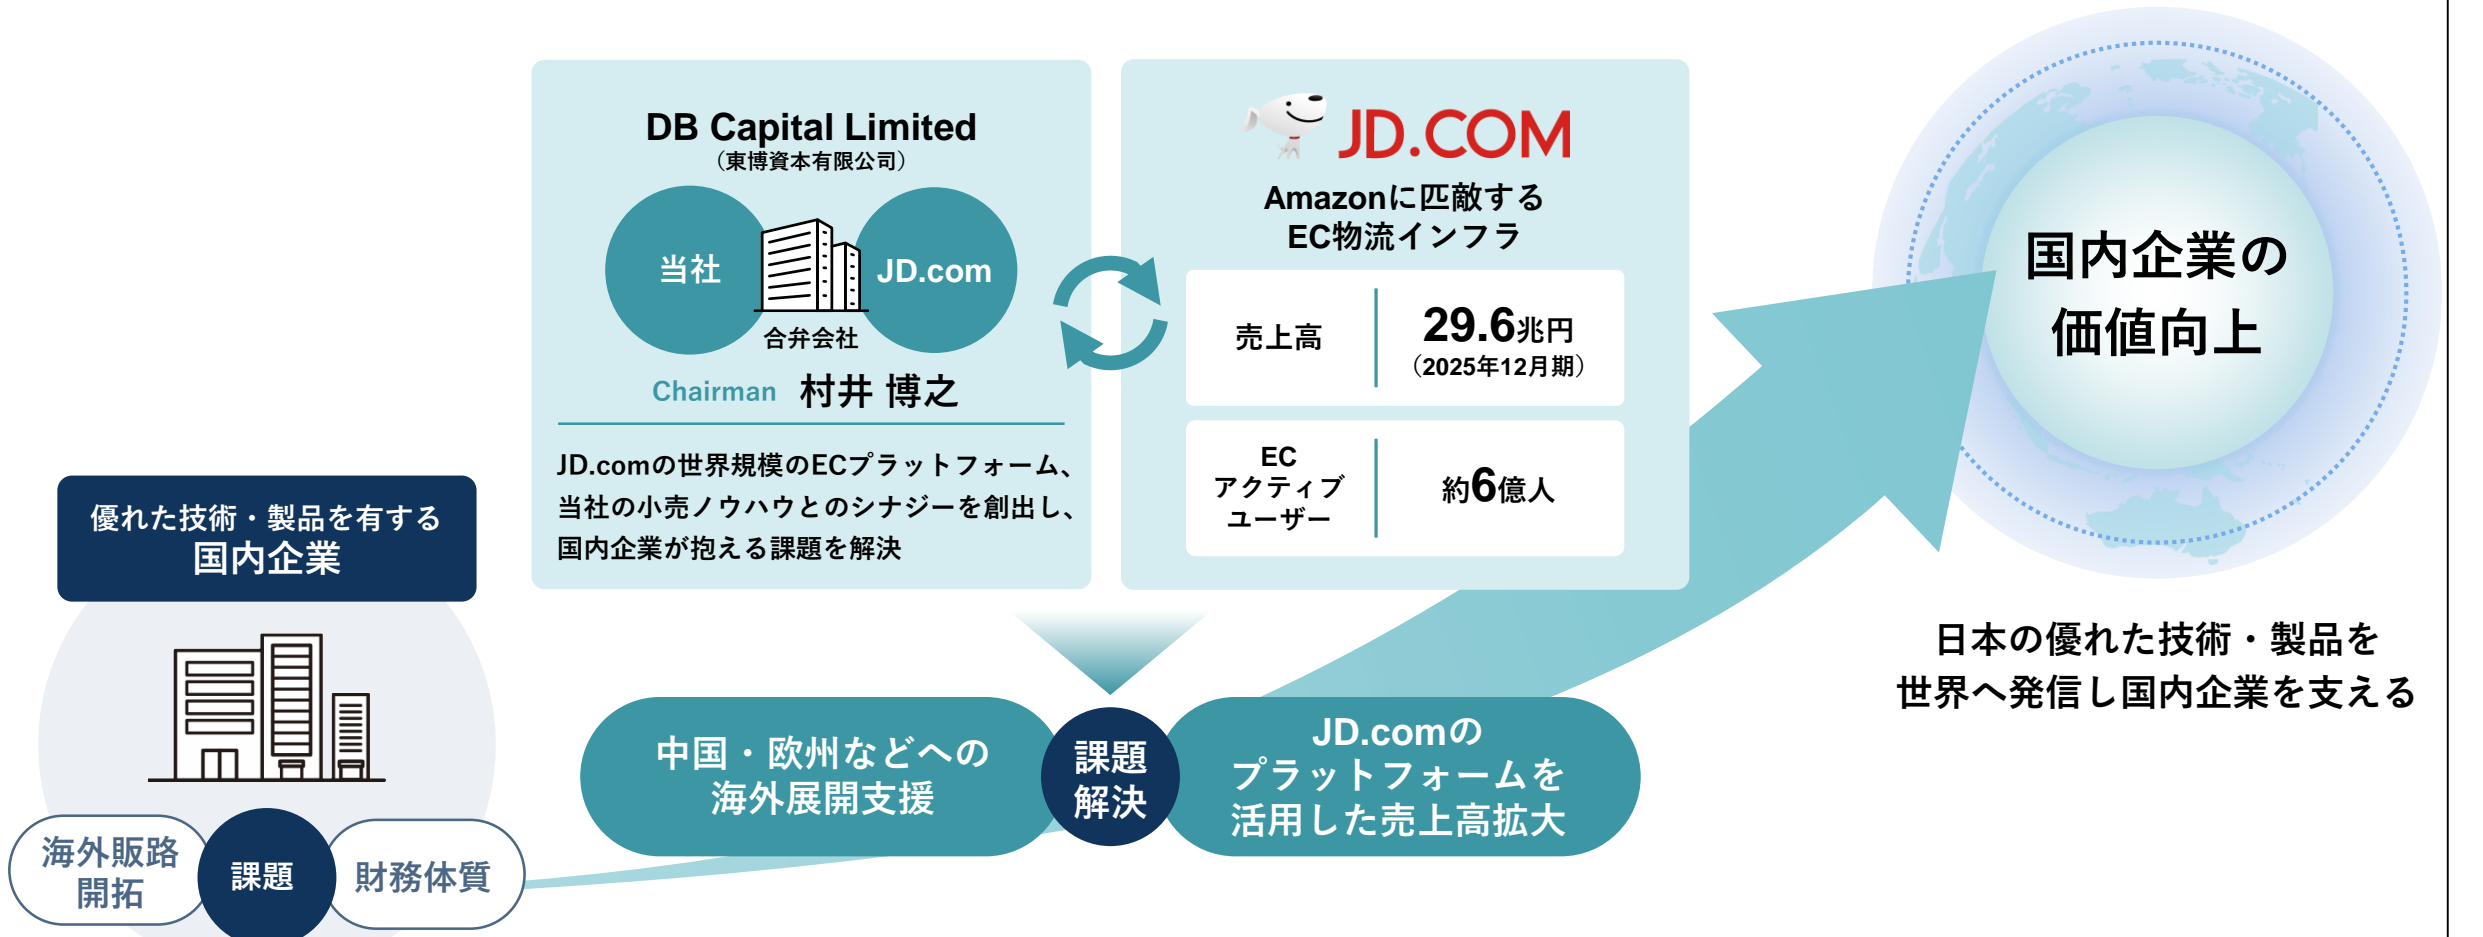 DB Capital Limited
（東博資本有限公司）
当社
JD.com
合弁会社
Chairman 村井 博之
JD.comの世界規模のECプラットフォーム、
当社の小売ノウハウとのシナジーを創出し、
国内企業が抱える課題を解決
JD.COM
Amazonに匹敵する
EC物流インフラ
売上高
29.6兆円
（2025年12月期）
EC
アクティブ
ユーザー
約6億人
国内企業の
価値向上
日本の優れた技術・製品を
世界へ発信し国内企業を支える
優れた技術・製品を有する
国内企業
海外販路
開拓
課題
財務体質
中国・欧州などへの
海外展開支援
課題
解決
JD.comの
プラットフォームを
活用した売上高拡大